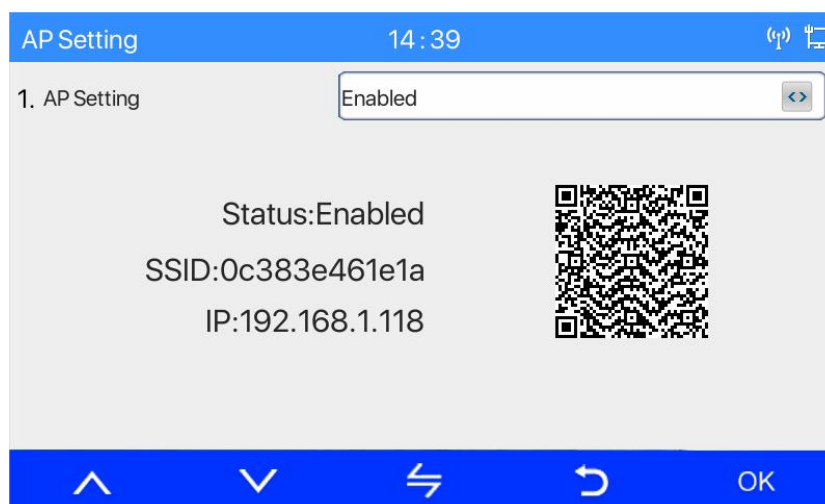 AP Setting 14:39
1. AP Setting Enabled
Status:Enabled
SSID:0c383e461e1a
IP:192.168.1.118
OK